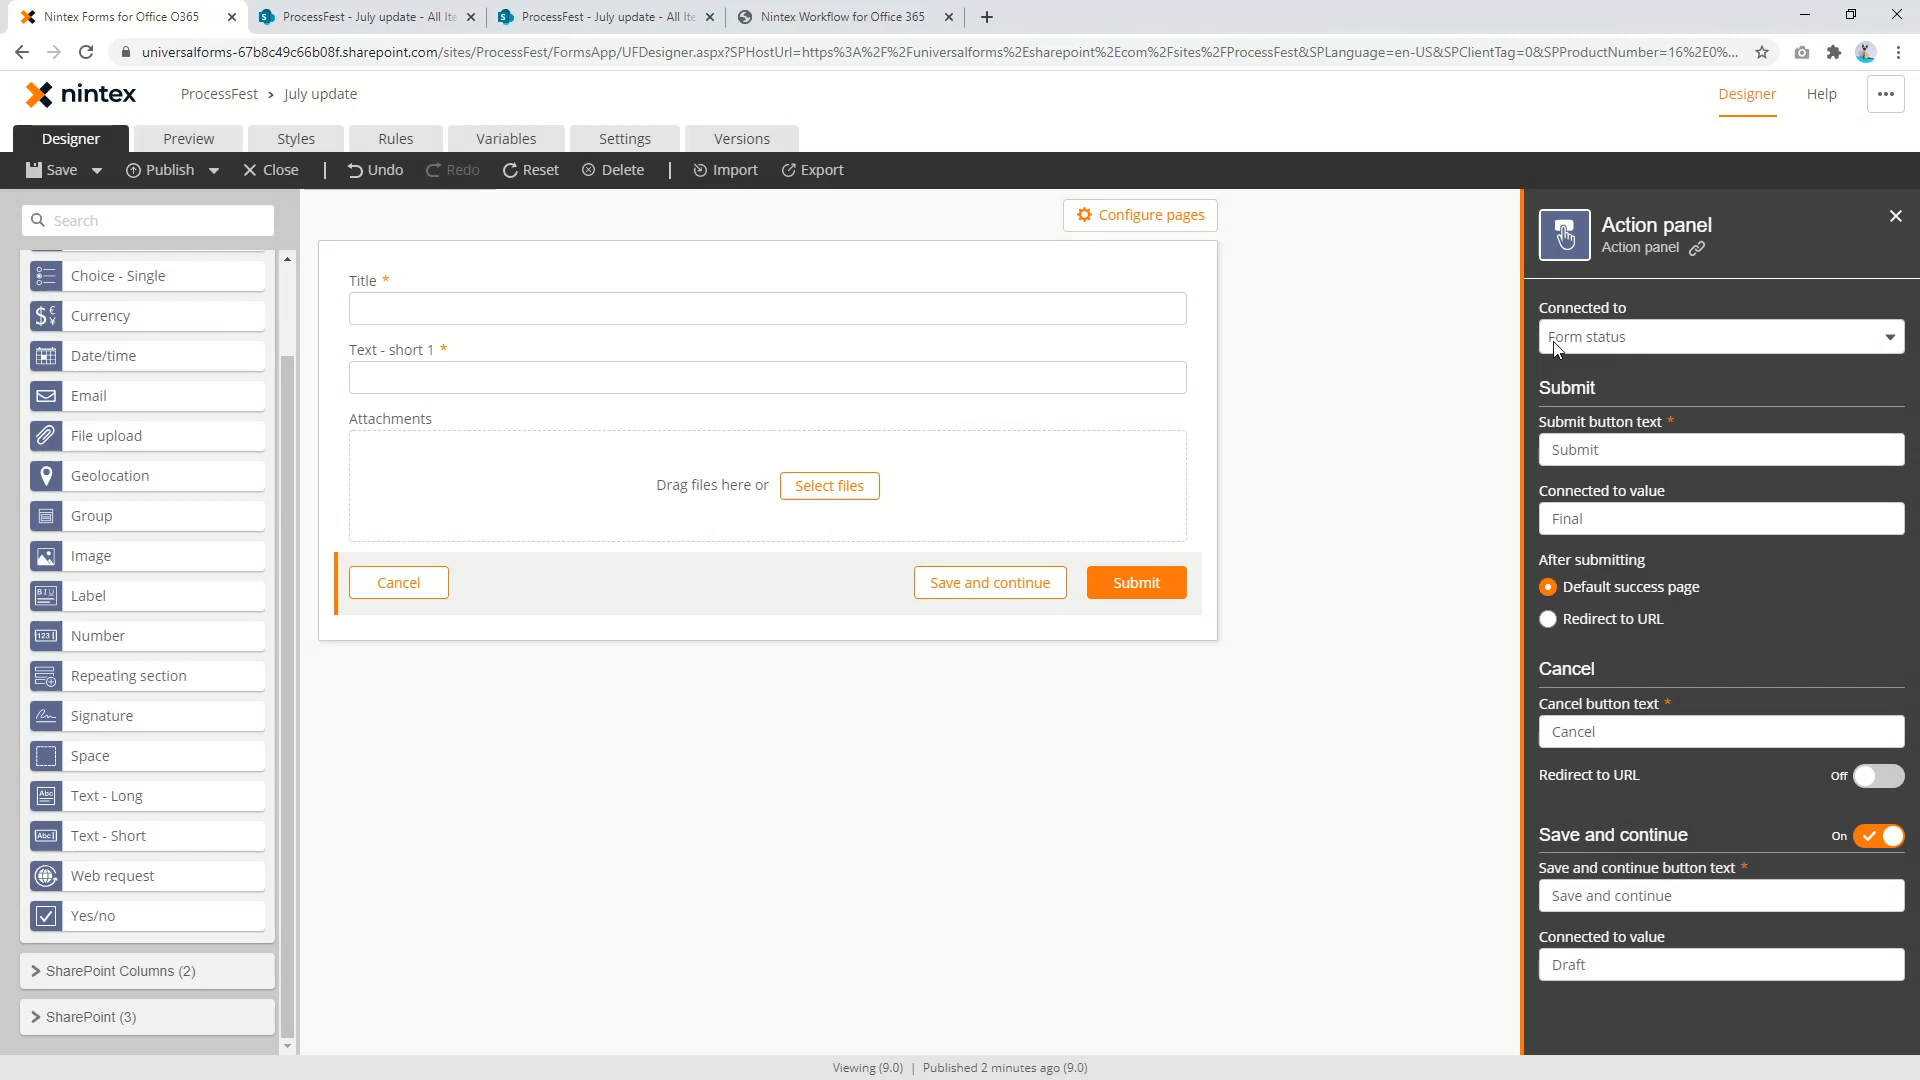 Nintex Forms for Office O365
ProcessFest - July update - All Ite
ProcessFest - July update - All Ite
Nintex Workflow for Office 365
universalforms-67b8c49c66b08f.sharepoint.com/sites/ProcessFest/FormsApp/UFDesigner.aspx?SPHostUrl=https%3A%2F%2Funiversalforms%2Esharepoint%2Ecom%2Fsites%2FProcessFest&SPLanguage=en-US&SPClientTag=0&SPProductNumber=16%2E0%...
nintex
ProcessFest > July update
Designer
Help
Designer
Preview
Styles
Rules
Variables
Settings
Versions
Save
Publish
Close
Undo
Redo
Reset
Delete
Import
Export
Search
Choice - Single
Currency
Date/time
Email
File upload
Geolocation
Group
Image
Label
Number
Repeating section
Signature
Space
Text - Long
Text - Short
Web request
Yes/no
SharePoint Columns (2)
SharePoint (3)
Configure pages
Title *
Text - short 1 *
Attachments
Drag files here or
Select files
Cancel
Save and continue
Submit
Action panel
Action panel
Connected to
Form status
Submit
Submit button text *
Submit
Connected to value
Final
After submitting
Default success page
Redirect to URL
Cancel
Cancel button text *
Cancel
Redirect to URL
Off
Save and continue
On
Save and continue button text *
Save and continue
Connected to value
Draft
Viewing (9.0) | Published 2 minutes ago (9.0)